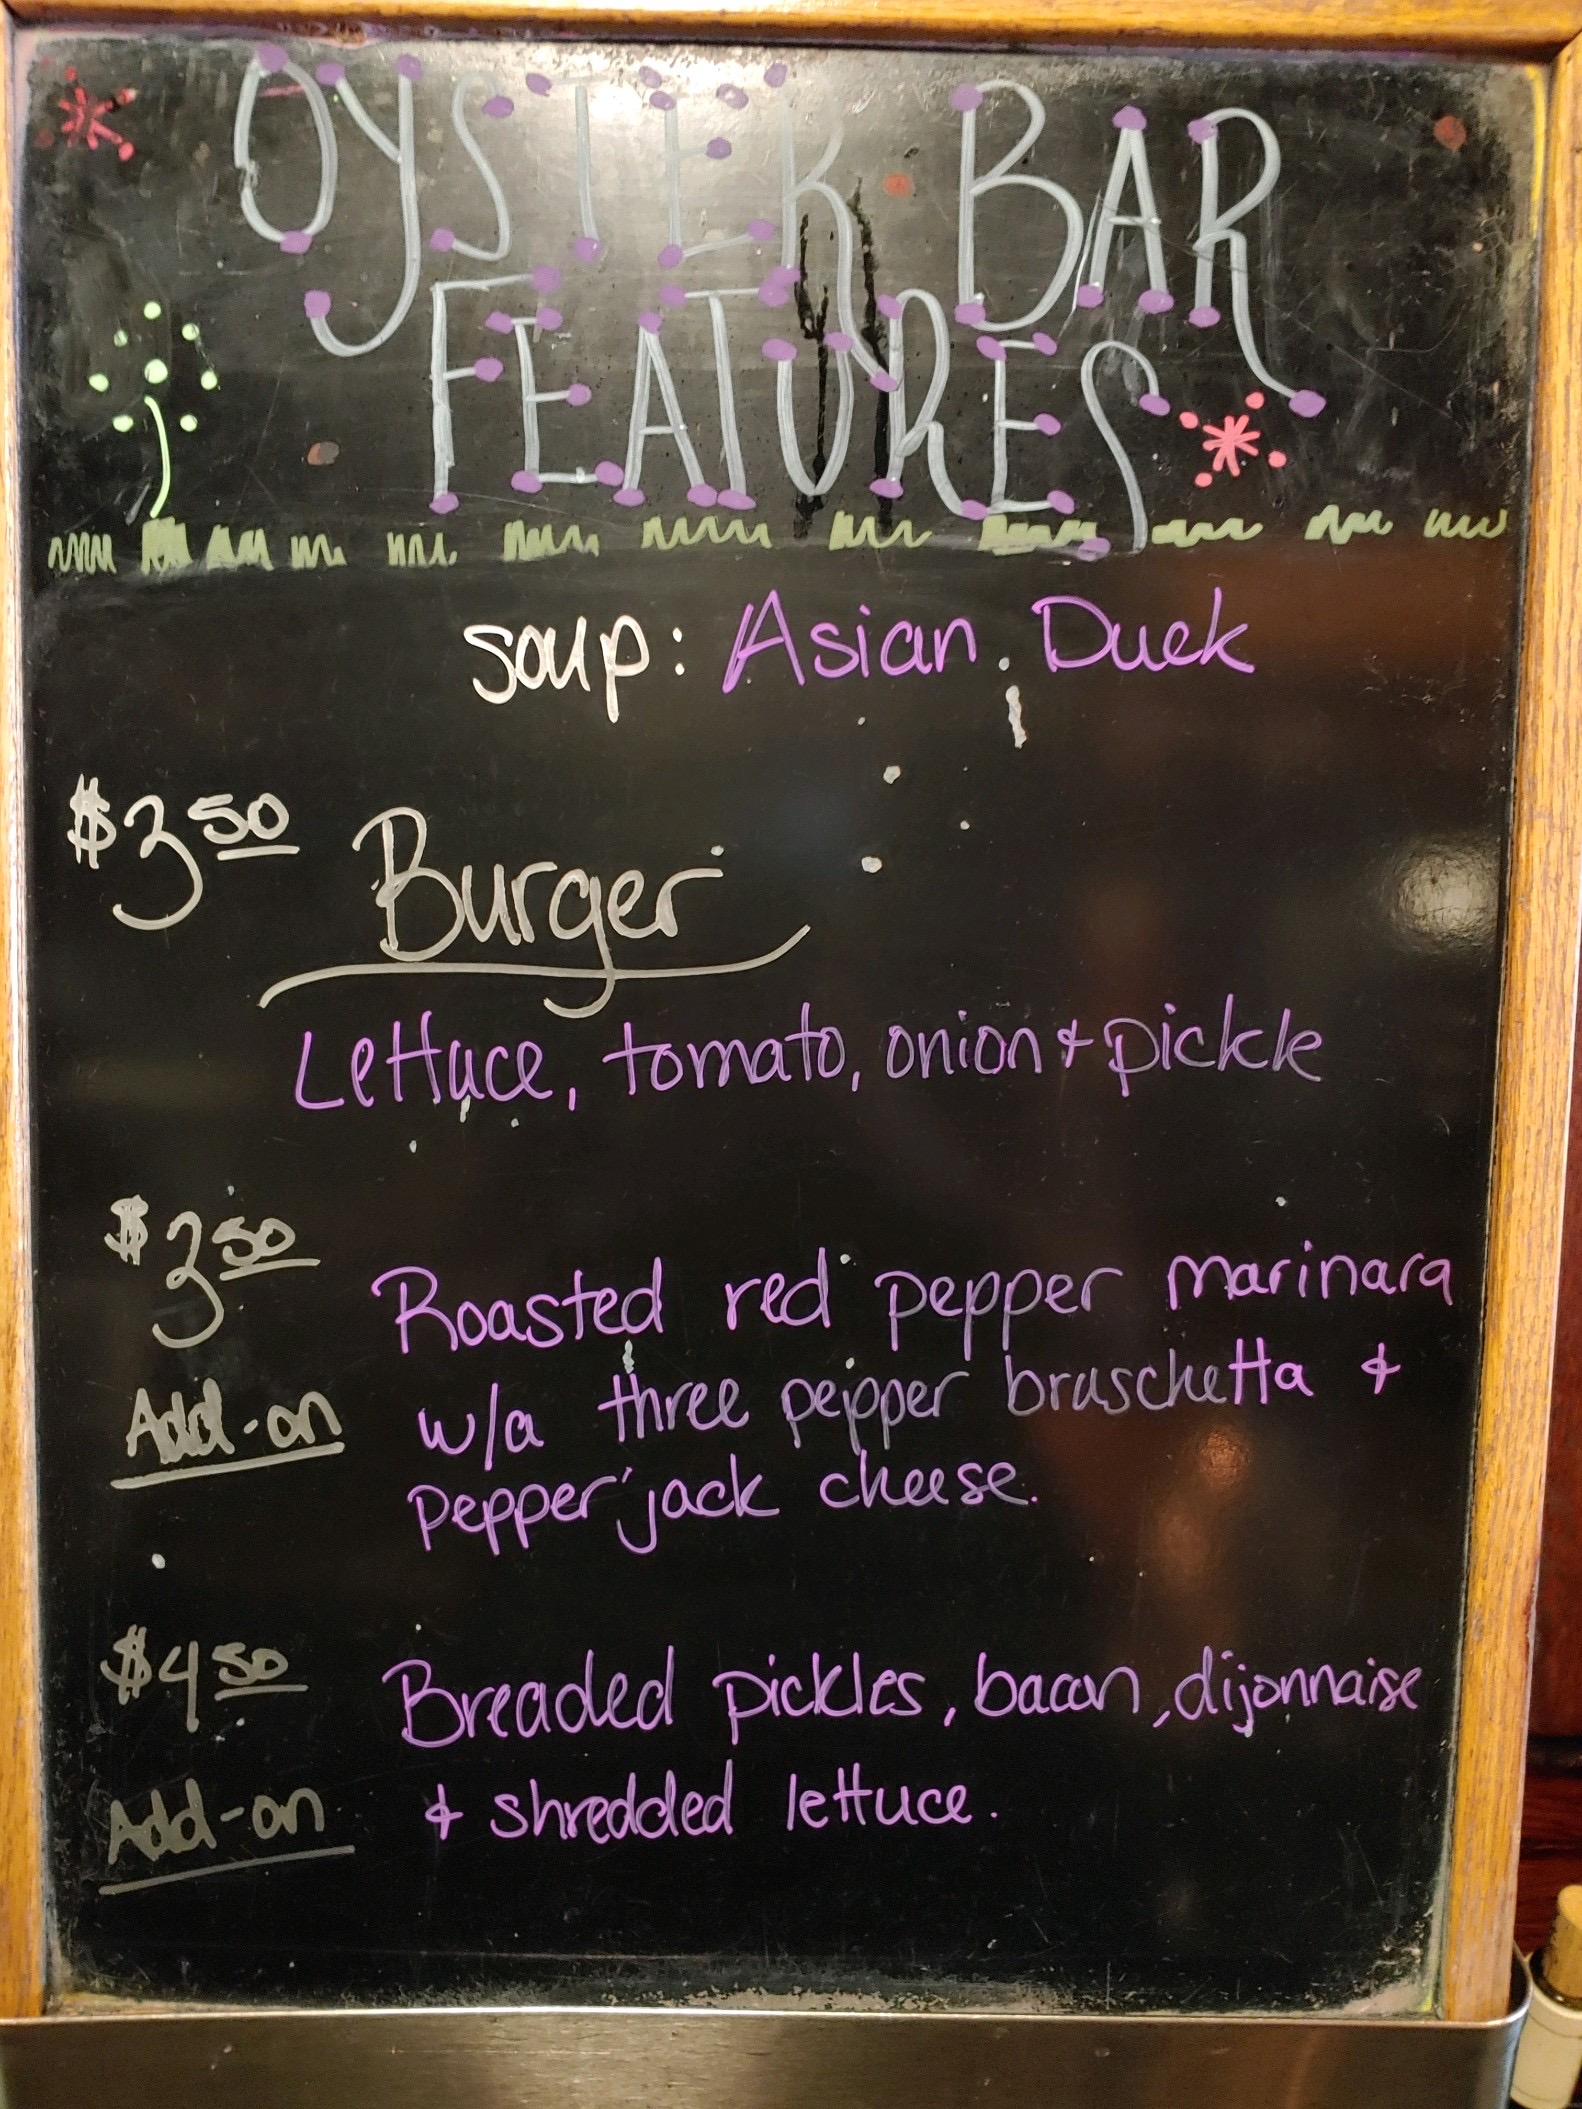 OYSTER BAR
FEATURES
soup: Asian Duck
$3.50 Burger
Lettuce, tomato, onion & pickle
$3.50 Roasted red pepper marinara
Add-on w/a three pepper bruschetta &
pepper jack cheese.
$4.50 Breaded pickles, bacon, dijonnaise
Add-on & shredded lettuce.